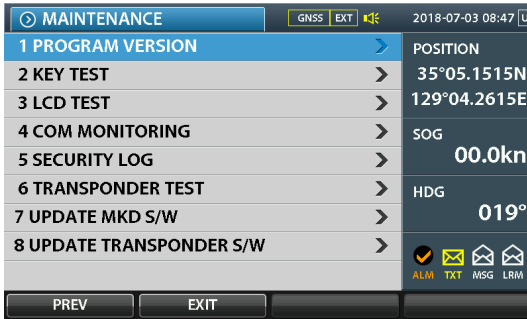 MAINTENANCE
GNSS EXT
2018-07-03 08:47 U
1 PROGRAM VERSION
2 KEY TEST
3 LCD TEST
4 COM MONITORING
5 SECURITY LOG
6 TRANSPONDER TEST
7 UPDATE MKD S/W
8 UPDATE TRANSPONDER S/W
POSITION
35°05.1515N
129°04.2615E
SOG
00.0kn
HDG
019°
ALM TXT MSG LRM
PREV EXIT